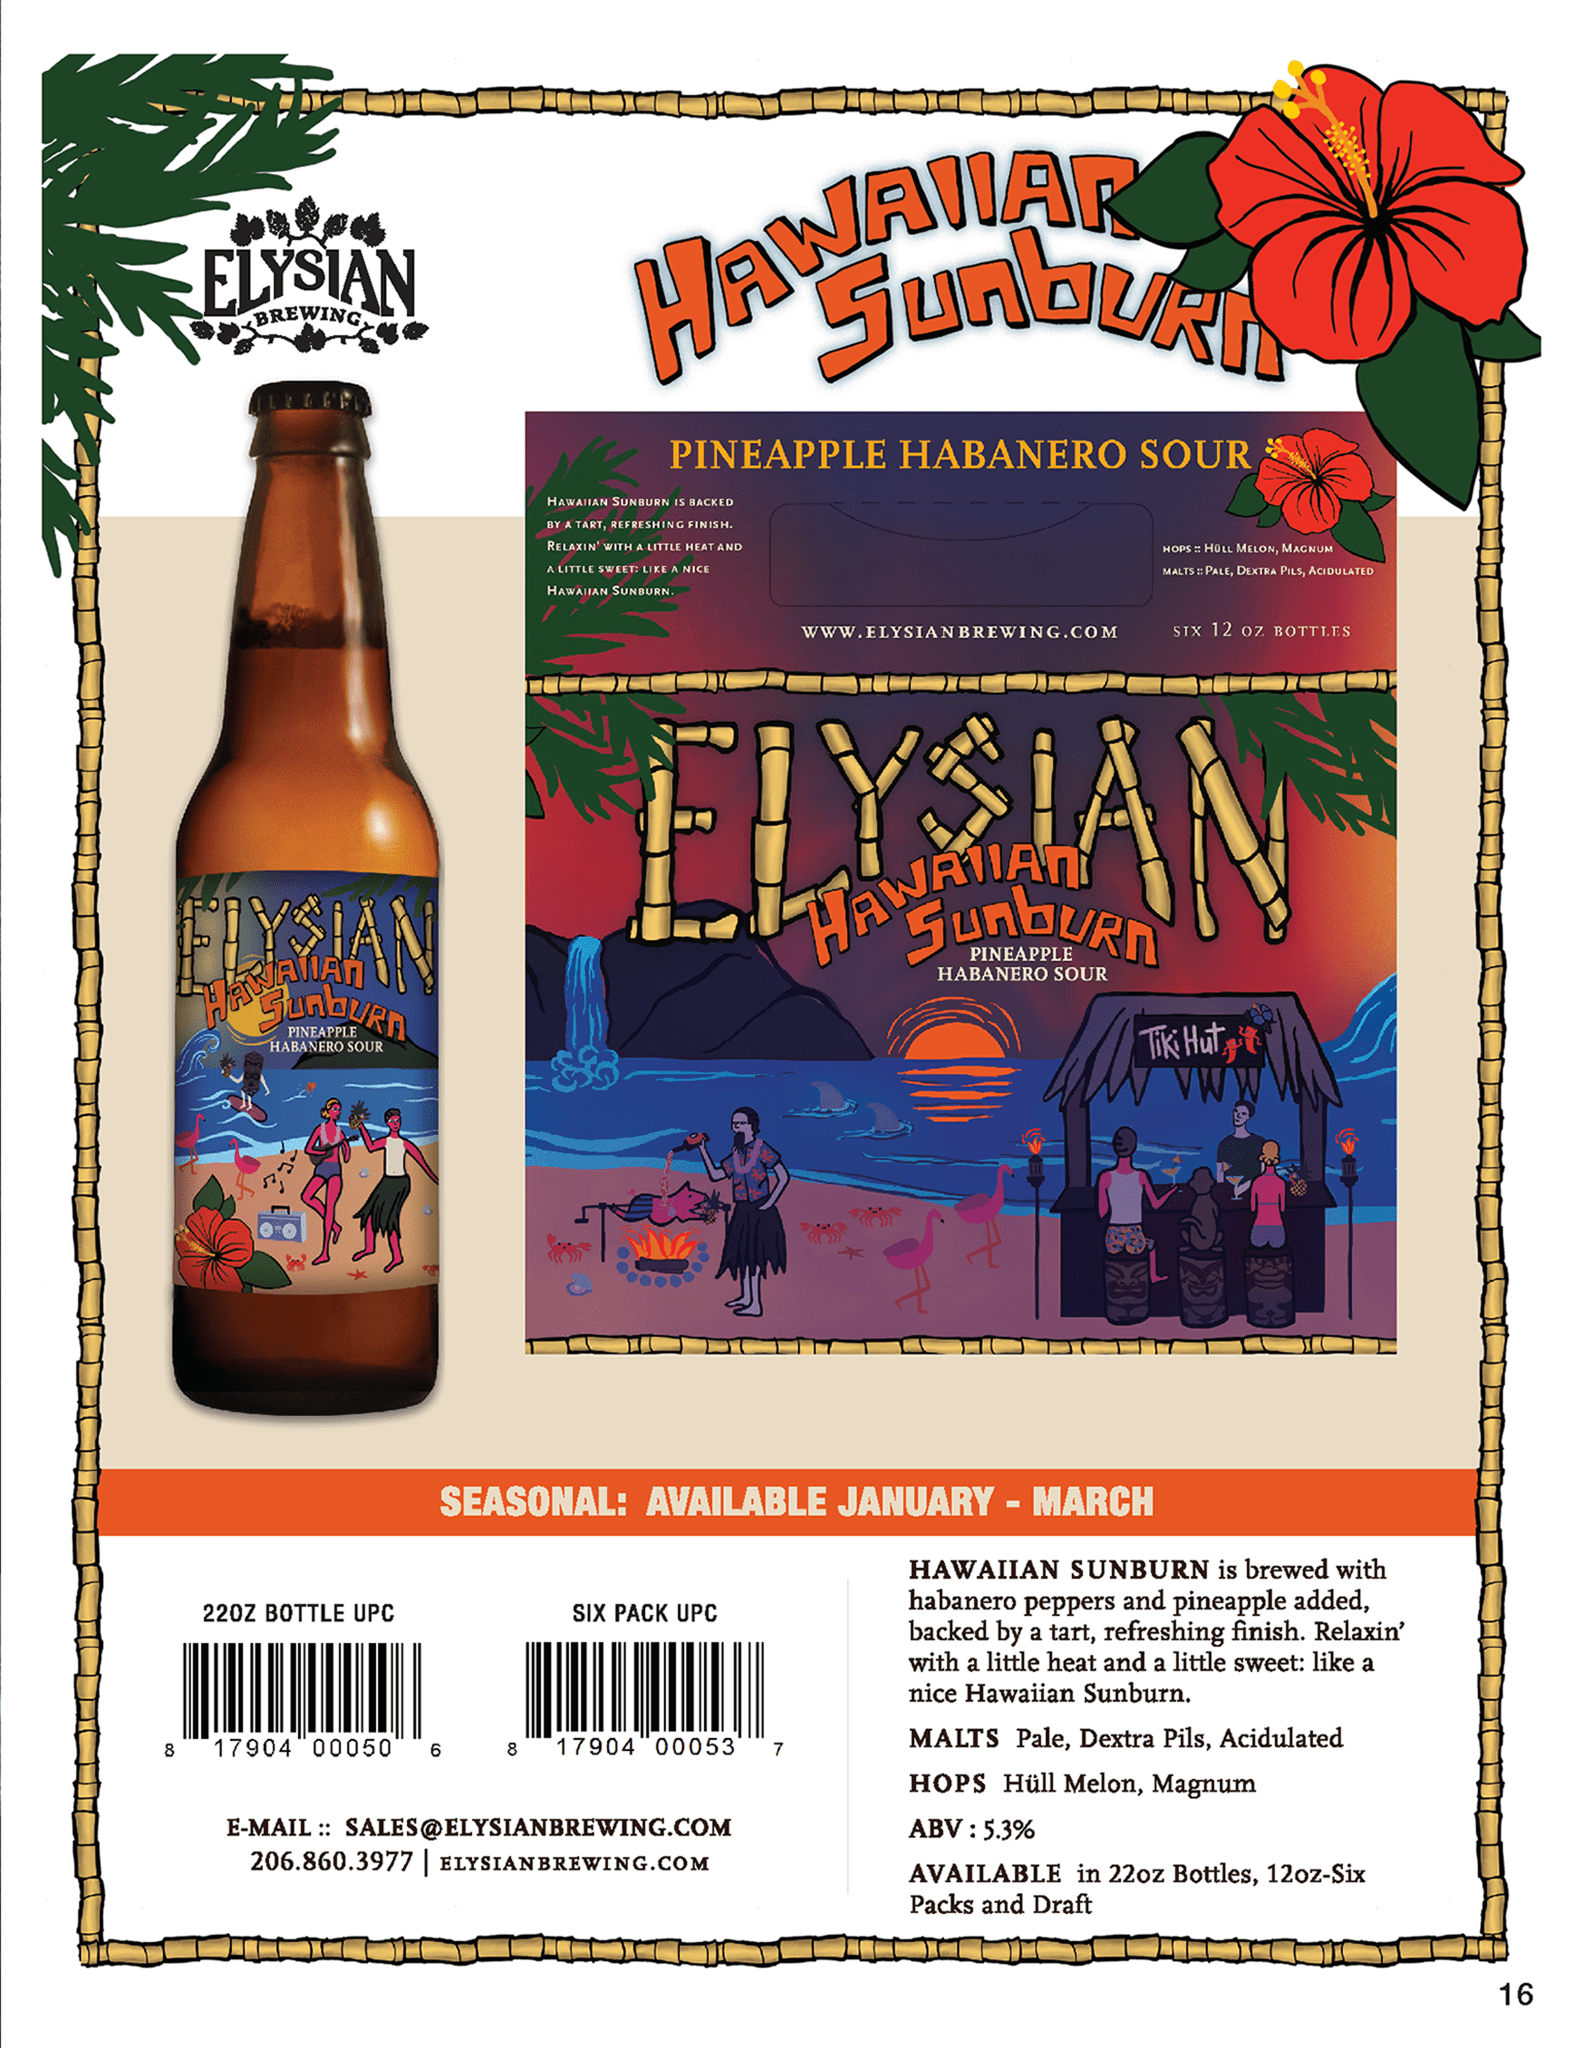 ELYSIAN
BREWING
HAWAIIAN
SUNBURN
PINEAPPLE HABANERO SOUR
HAWAIIAN SUNBURN IS BACKED
BY A TART, REFRESHING FINISH.
RELAXIN' WITH A LITTLE HEAT AND
A LITTLE SWEET: LIKE A NICE
HAWAIIAN SUNBURN.
HOPS :: HÜLL MELON, MAGNUM
MALTS :: PALE, DEXTRA PILS, ACIDULATED
WWW.ELYSIANBREWING.COM
SIX 12 OZ BOTTLES
ELYSIAN
HAWAIIAN
SUNBURN
PINEAPPLE
HABANERO SOUR
Tiki Hut
ELYSIAN
HAWAIIAN
SUNBURN
PINEAPPLE
HABANERO SOUR
SEASONAL: AVAILABLE JANUARY - MARCH
22OZ BOTTLE UPC
8 17904 00050 6
SIX PACK UPC
8 17904 00053 7
E-MAIL :: SALES@ELYSIANBREWING.COM
206.860.3977 | ELYSIANBREWING.COM
HAWAIIAN SUNBURN is brewed with
habanero peppers and pineapple added,
backed by a tart, refreshing finish. Relaxin'
with a little heat and a little sweet: like a
nice Hawaiian Sunburn.
MALTS Pale, Dextra Pils, Acidulated
HOPS Hüll Melon, Magnum
ABV : 5.3%
AVAILABLE in 22oz Bottles, 12oz-Six
Packs and Draft
16